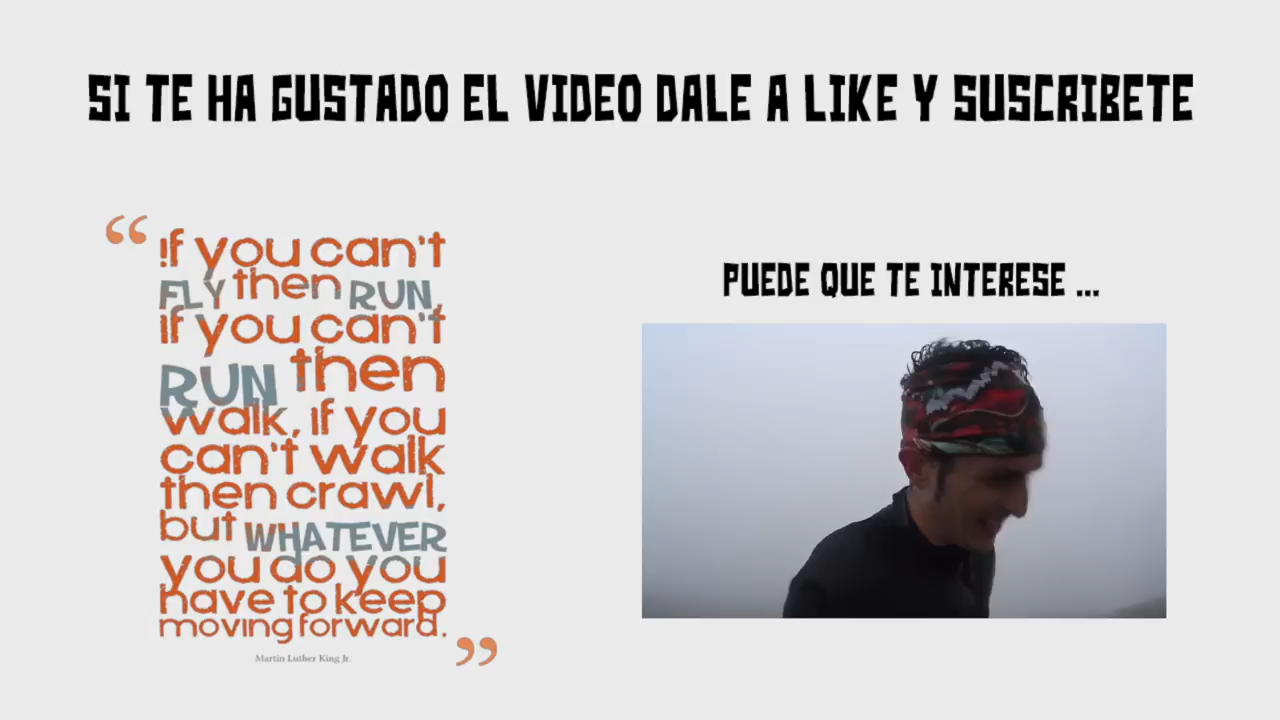 SI TE HA GUSTADO EL VIDEO DALE A LIKE Y SUSCRIBETE
“ if you can't
FLY then RUN,
if you can't
RUN then
walk, if you
can't walk
then crawl,
but WHATEVER
you do you
have to keep
moving forward. ”
Martin Luther King Jr.
PUEDE QUE TE INTERESE ...